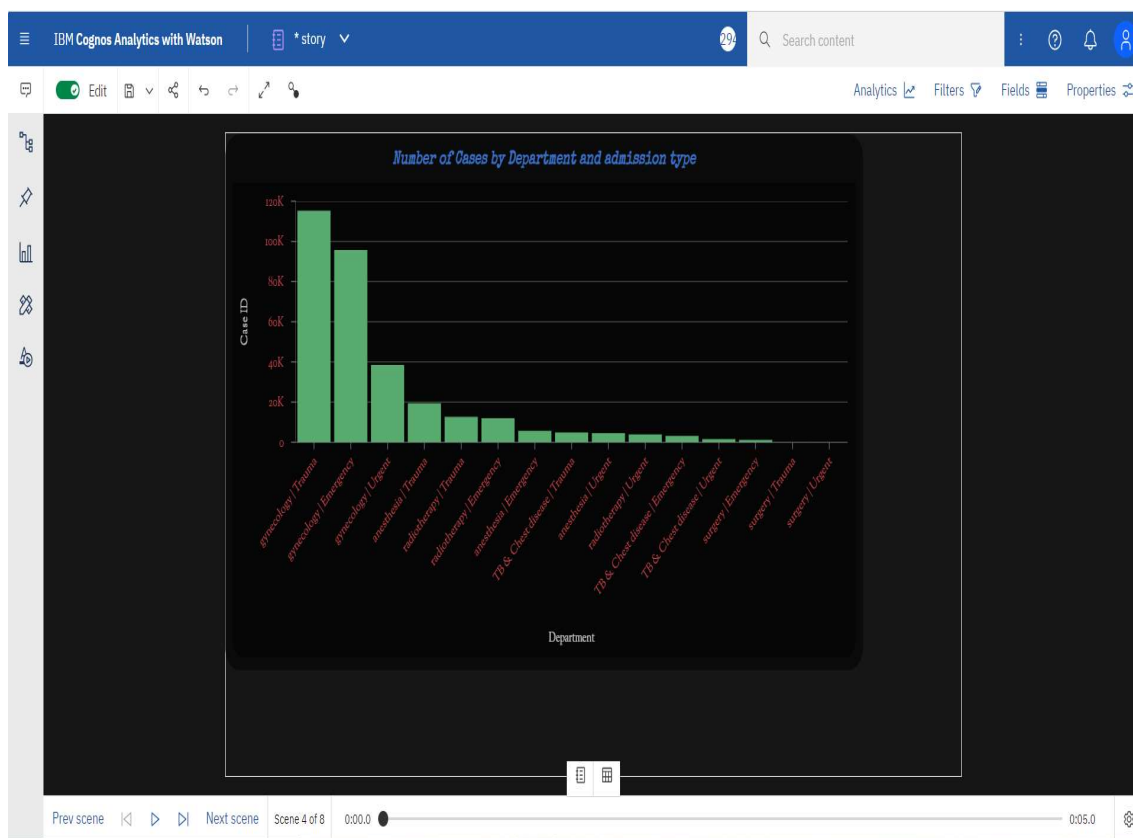 IBM Cognos Analytics with Watson
* story
294
Search content
Edit
Analytics
Filters
Fields
Properties
Number of Cases by Department and admission type
120K
100K
80K
60K
40K
20K
0
Case ID
gynecology / Trauma
gynecology / Emergency
gynecology / Urgent
anesthesia / Trauma
radiotherapy / Trauma
radiotherapy / Emergency
anesthesia / Emergency
TB & Chest disease / Trauma
anesthesia / Urgent
radiotherapy / Urgent
TB & Chest disease / Emergency
TB & Chest disease / Urgent
surgery / Emergency
surgery / Trauma
surgery / Urgent
Department
Prev scene
Next scene
Scene 4 of 8
0:00.0
0:05.0